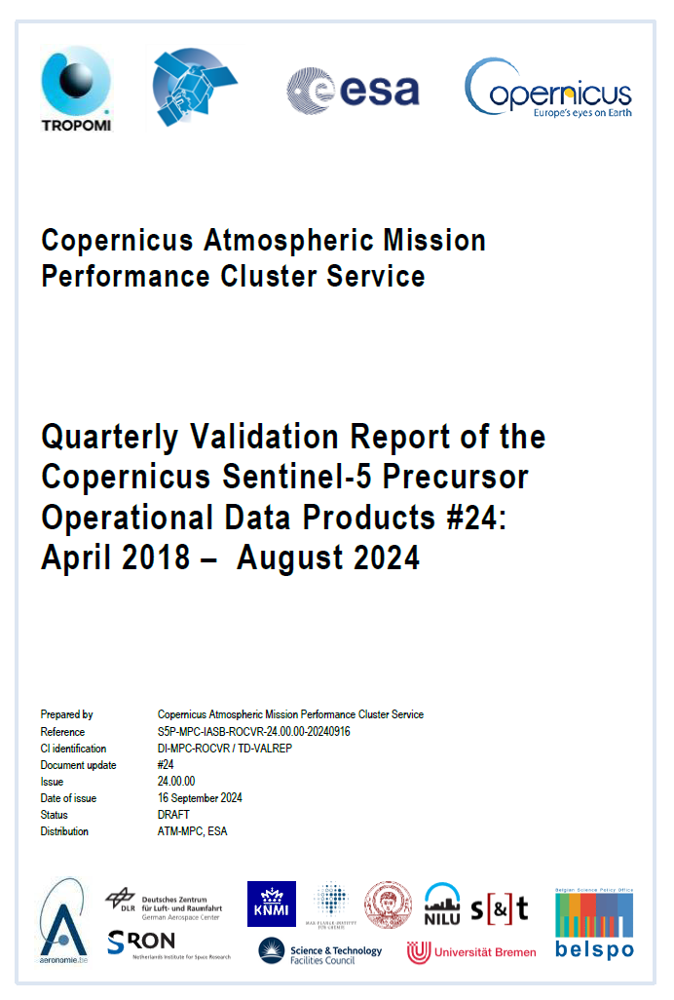 TROPOMI
esa
opernicus
Europe's eyes on Earth
Copernicus Atmospheric Mission
Performance Cluster Service
Quarterly Validation Report of the
Copernicus Sentinel-5 Precursor
Operational Data Products #24:
April 2018 – August 2024
Prepared by Copernicus Atmospheric Mission Performance Cluster Service
Reference S5P-MPC-IASB-ROCVR-24.00.00-20240916
CI identification DI-MPC-ROCVR / TD-VALREP
Document update #24
Issue 24.00.00
Date of issue 16 September 2024
Status DRAFT
Distribution ATM-MPC, ESA
aeronomie.be
DLR
Deutsches Zentrum
für Luft- und Raumfahrt
German Aerospace Center
SRON
Netherlands Institute for Space Research
KNMI
MAX-PLANCK-INSTITUT
FÜR CHEMIE
NILU
s[&]t
Science & Technology
Facilities Council
Universität Bremen
Belgian Science Policy Office
belspo